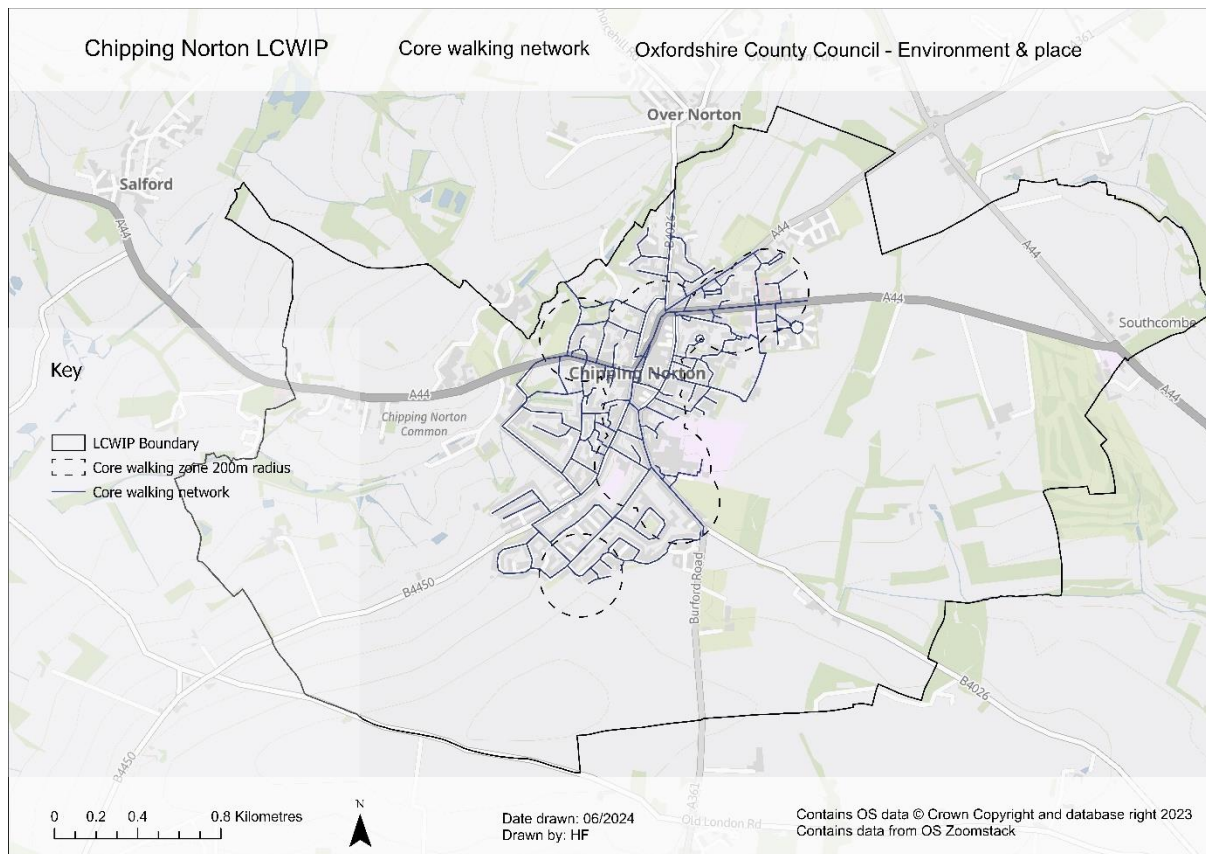 Chipping Norton LCWIP
Core walking network
Oxfordshire County Council - Environment & place
A361
Over Norton
Salford
A44
B4026
A44
A44
Southcombe
Key
Chipping Norton
A44
Chipping Norton
Common
A44
LCWIP Boundary
Core walking zone 200m radius
Core walking network
B4450
Burford Road
B4026
B4450
A361
Old London Rd
0 0.2 0.4 0.8 Kilometres
N
Date drawn: 06/2024
Drawn by: HF
Contains OS data © Crown Copyright and database right 2023
Contains data from OS Zoomstack